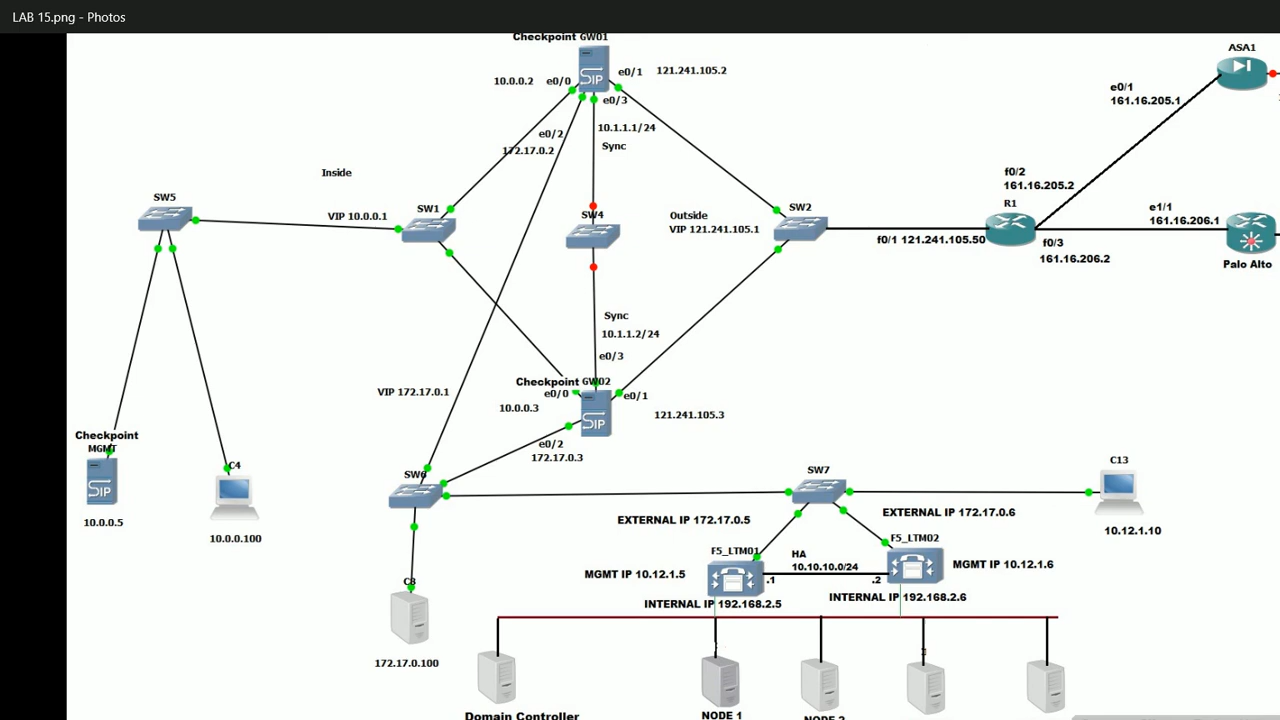 LAB 15.png - Photos
Checkpoint GW01
ASA1
10.0.0.2
e0/0
SIP
e0/1
121.241.105.2
e0/3
e0/1
161.16.205.1
10.1.1.1/24
e0/2
172.17.0.2
Sync
Inside
f0/2
161.16.205.2
SW5
SW1
VIP 10.0.0.1
SW4
Outside
VIP 121.241.105.1
SW2
R1
e1/1
161.16.206.1
f0/1 121.241.105.50
f0/3
161.16.206.2
Palo Alto
Sync
10.1.1.2/24
e0/3
Checkpoint GW02
VIP 172.17.0.1
e0/0
10.0.0.3
SIP
e0/1
121.241.105.3
e0/2
172.17.0.3
Checkpoint
MGMT
SIP
10.0.0.5
C4
10.0.0.100
SW6
SW7
C13
10.12.1.10
EXTERNAL IP 172.17.0.5
EXTERNAL IP 172.17.0.6
F5_LTM01
F5_LTM02
HA
10.10.10.0/24
MGMT IP 10.12.1.5
.1
.2
MGMT IP 10.12.1.6
INTERNAL IP 192.168.2.5
INTERNAL IP 192.168.2.6
C3
172.17.0.100
Domain Controller
NODE 1
NODE 2